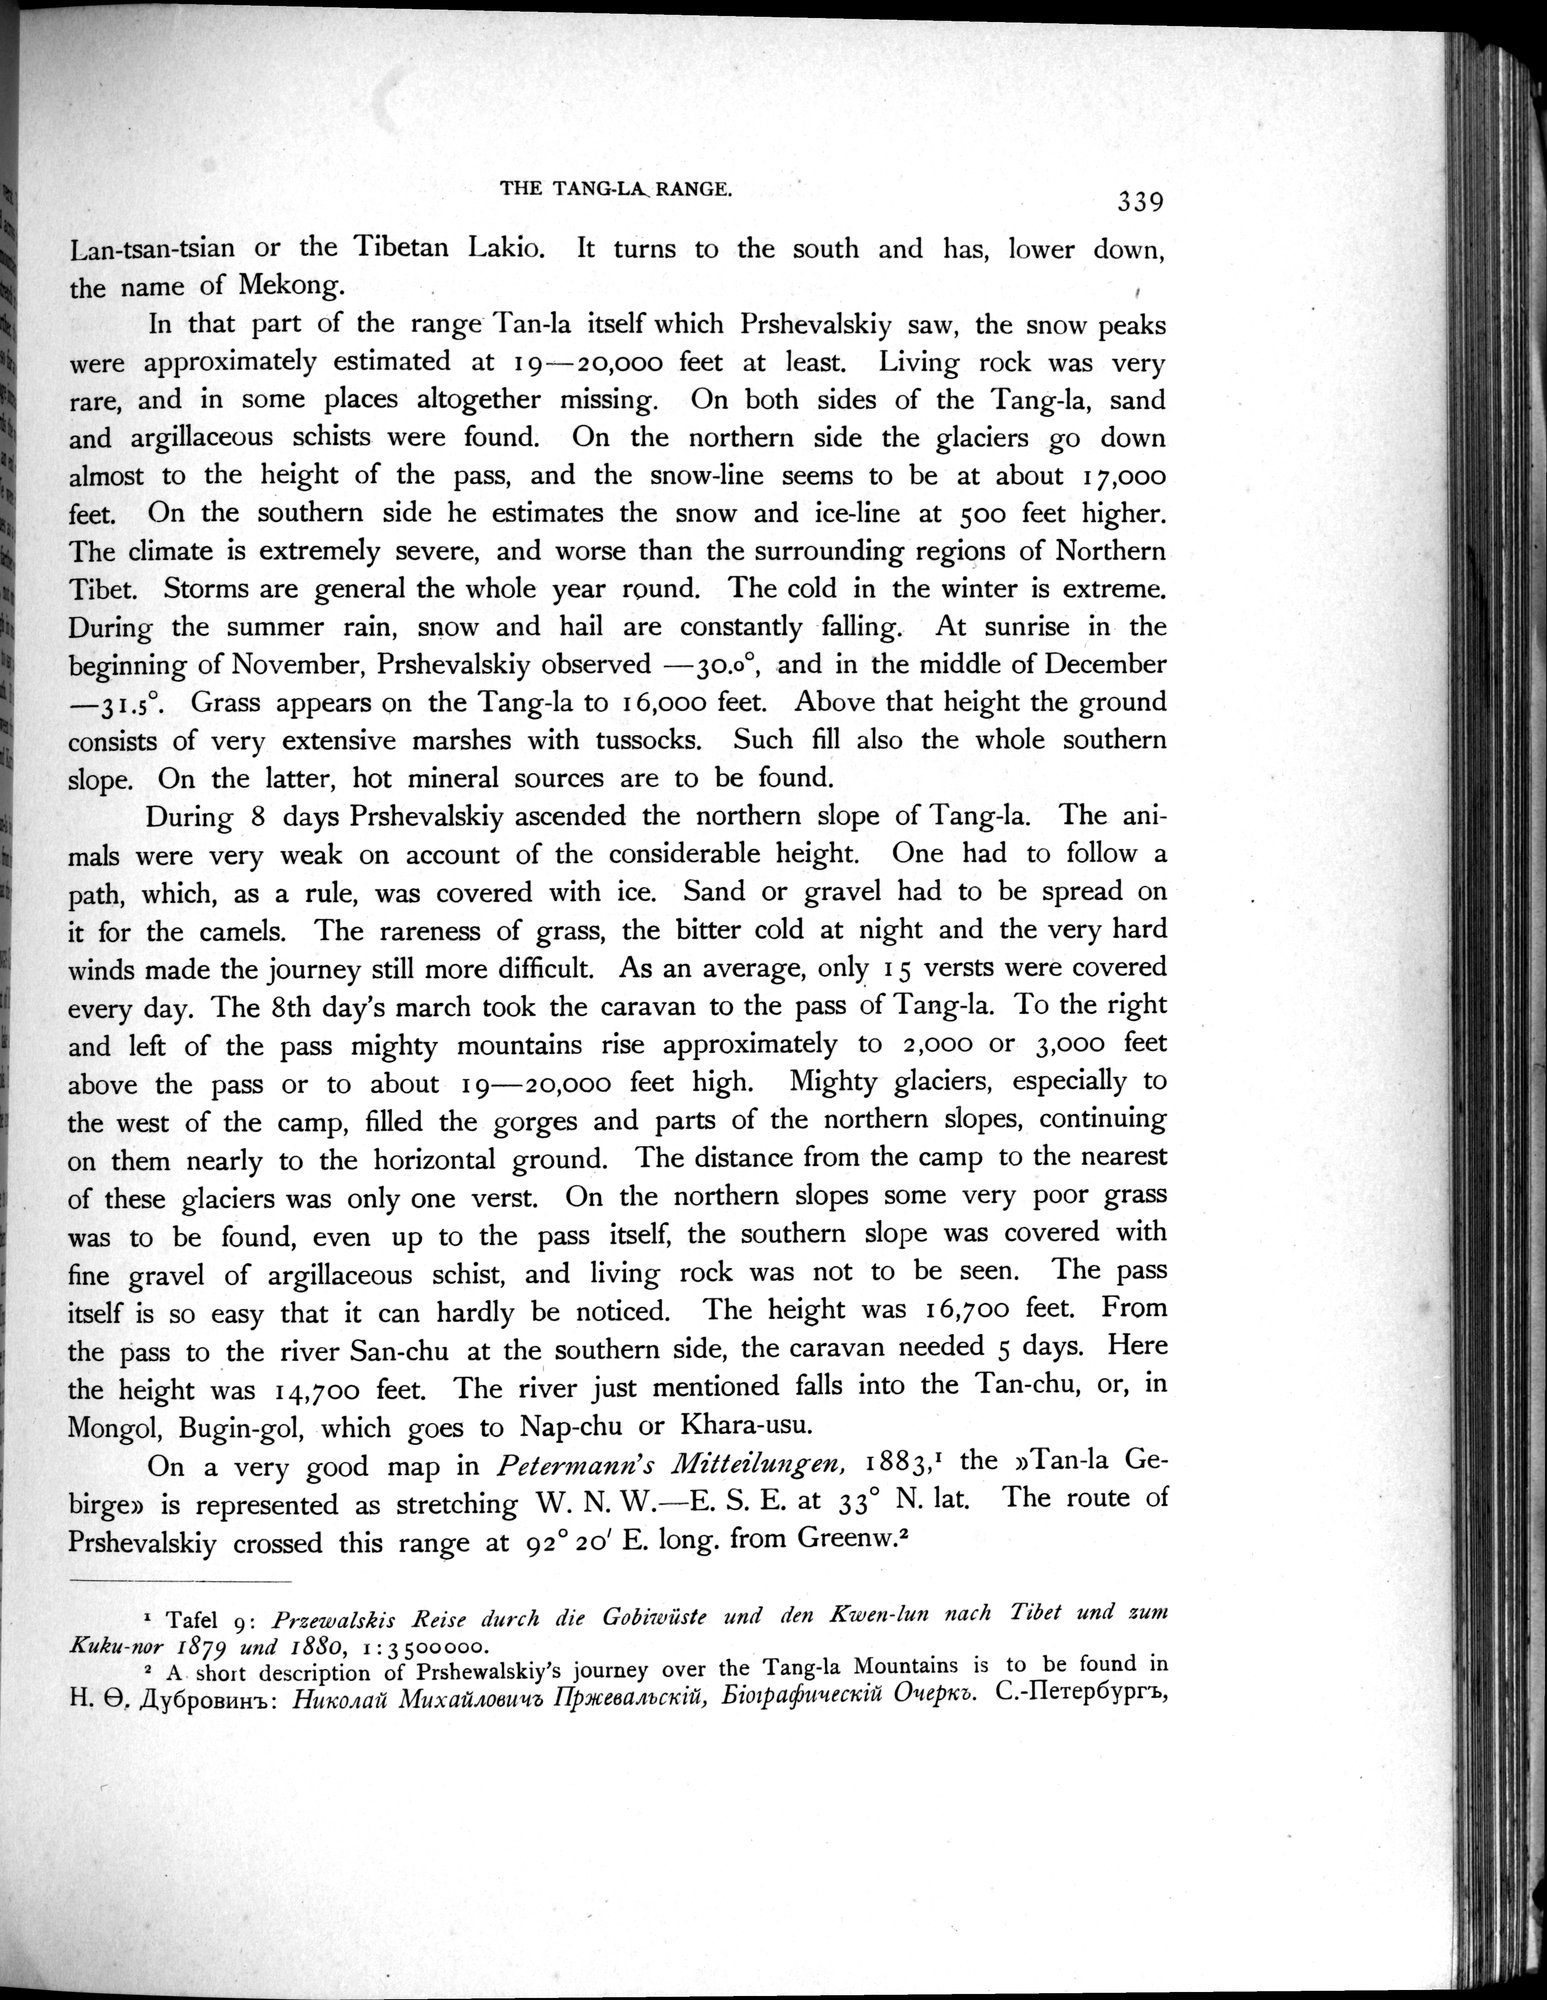 THE TANG-LA RANGE.
339
Lan-tsan-tsian or the Tibetan Lakio. It turns to the south and has, lower down,
the name of Mekong.
In that part of the range Tan-la itself which Prshevalskiy saw, the snow peaks
were approximately estimated at 19—20,000 feet at least. Living rock was very
rare, and in some places altogether missing. On both sides of the Tang-la, sand
and argillaceous schists were found. On the northern side the glaciers go down
almost to the height of the pass, and the snow-line seems to be at about 17,000
feet. On the southern side he estimates the snow and ice-line at 500 feet higher.
The climate is extremely severe, and worse than the surrounding regions of Northern
Tibet. Storms are general the whole year round. The cold in the winter is extreme.
During the summer rain, snow and hail are constantly falling. At sunrise in the
beginning of November, Prshevalskiy observed —30.0°, and in the middle of December
—31.5°. Grass appears on the Tang-la to 16,000 feet. Above that height the ground
consists of very extensive marshes with tussocks. Such fill also the whole southern
slope. On the latter, hot mineral sources are to be found.
During 8 days Prshevalskiy ascended the northern slope of Tang-la. The ani-
mals were very weak on account of the considerable height. One had to follow a
path, which, as a rule, was covered with ice. Sand or gravel had to be spread on
it for the camels. The rareness of grass, the bitter cold at night and the very hard
winds made the journey still more difficult. As an average, only 15 versts were covered
every day. The 8th day's march took the caravan to the pass of Tang-la. To the right
and left of the pass mighty mountains rise approximately to 2,000 or 3,000 feet
above the pass or to about 19—20,000 feet high. Mighty glaciers, especially to
the west of the camp, filled the gorges and parts of the northern slopes, continuing
on them nearly to the horizontal ground. The distance from the camp to the nearest
of these glaciers was only one verst. On the northern slopes some very poor grass
was to be found, even up to the pass itself, the southern slope was covered with
fine gravel of argillaceous schist, and living rock was not to be seen. The pass
itself is so easy that it can hardly be noticed. The height was 16,700 feet. From
the pass to the river San-chu at the southern side, the caravan needed 5 days. Here
the height was 14,700 feet. The river just mentioned falls into the Tan-chu, or, in
Mongol, Bugin-gol, which goes to Nap-chu or Khara-usu.
On a very good map in Petermann's Mitteilungen, 1883,¹ the »Tan-la Ge-
birge» is represented as stretching W. N. W.—E. S. E. at 33° N. lat. The route of
Prshevalskiy crossed this range at 92° 20′ E. long. from Greenw.²
¹ Tafel 9: Przewalskis Reise durch die Gobiwüste und den Kwen-lun nach Tibet und zum
Kuku-nor 1879 und 1880, 1:3500000.
² A short description of Prshewalskiy's journey over the Tang-la Mountains is to be found in
Н. Ѳ. Дубровинъ: Николай Михайловичъ Пржевальскій, Біографическій Очеркъ. С.-Петербургъ,